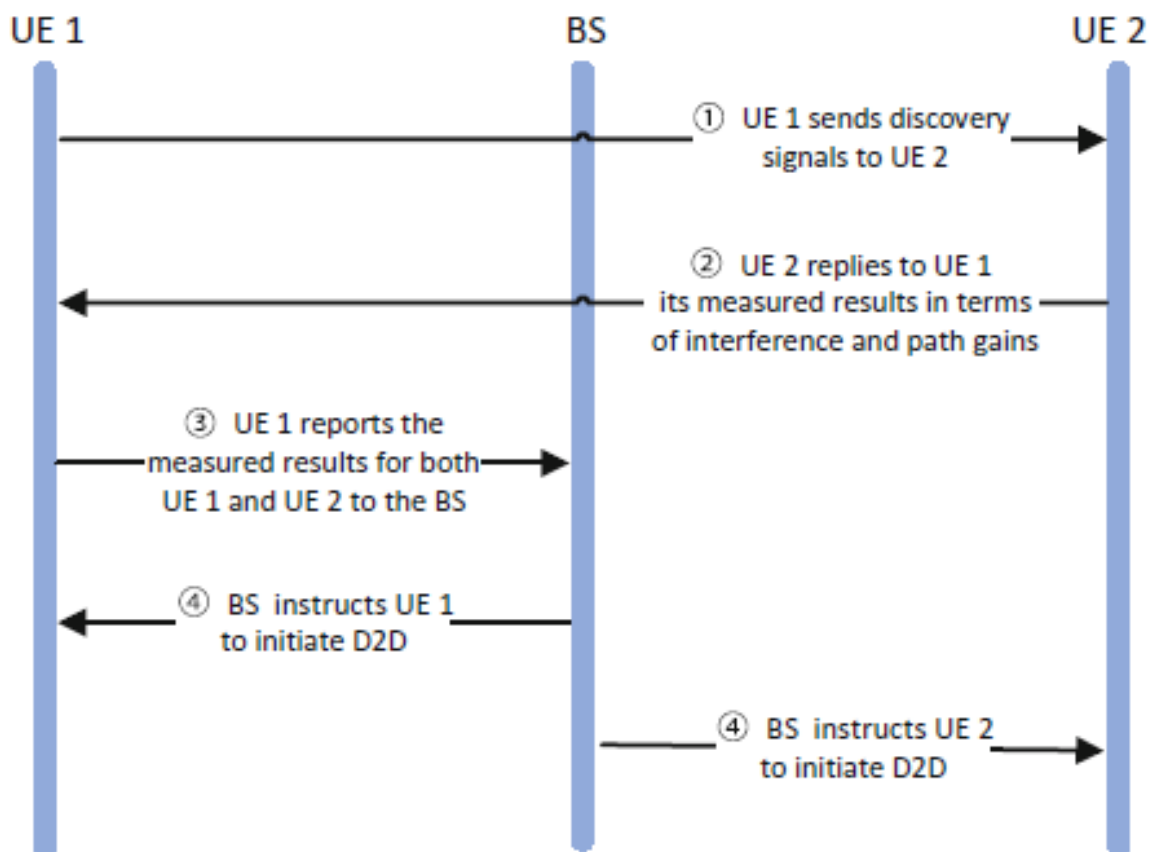 UE 1
BS
UE 2
① UE 1 sends discovery
signals to UE 2
② UE 2 replies to UE 1
its measured results in terms
of interference and path gains
③ UE 1 reports the
measured results for both
UE 1 and UE 2 to the BS
④ BS instructs UE 1
to initiate D2D
④ BS instructs UE 2
to initiate D2D